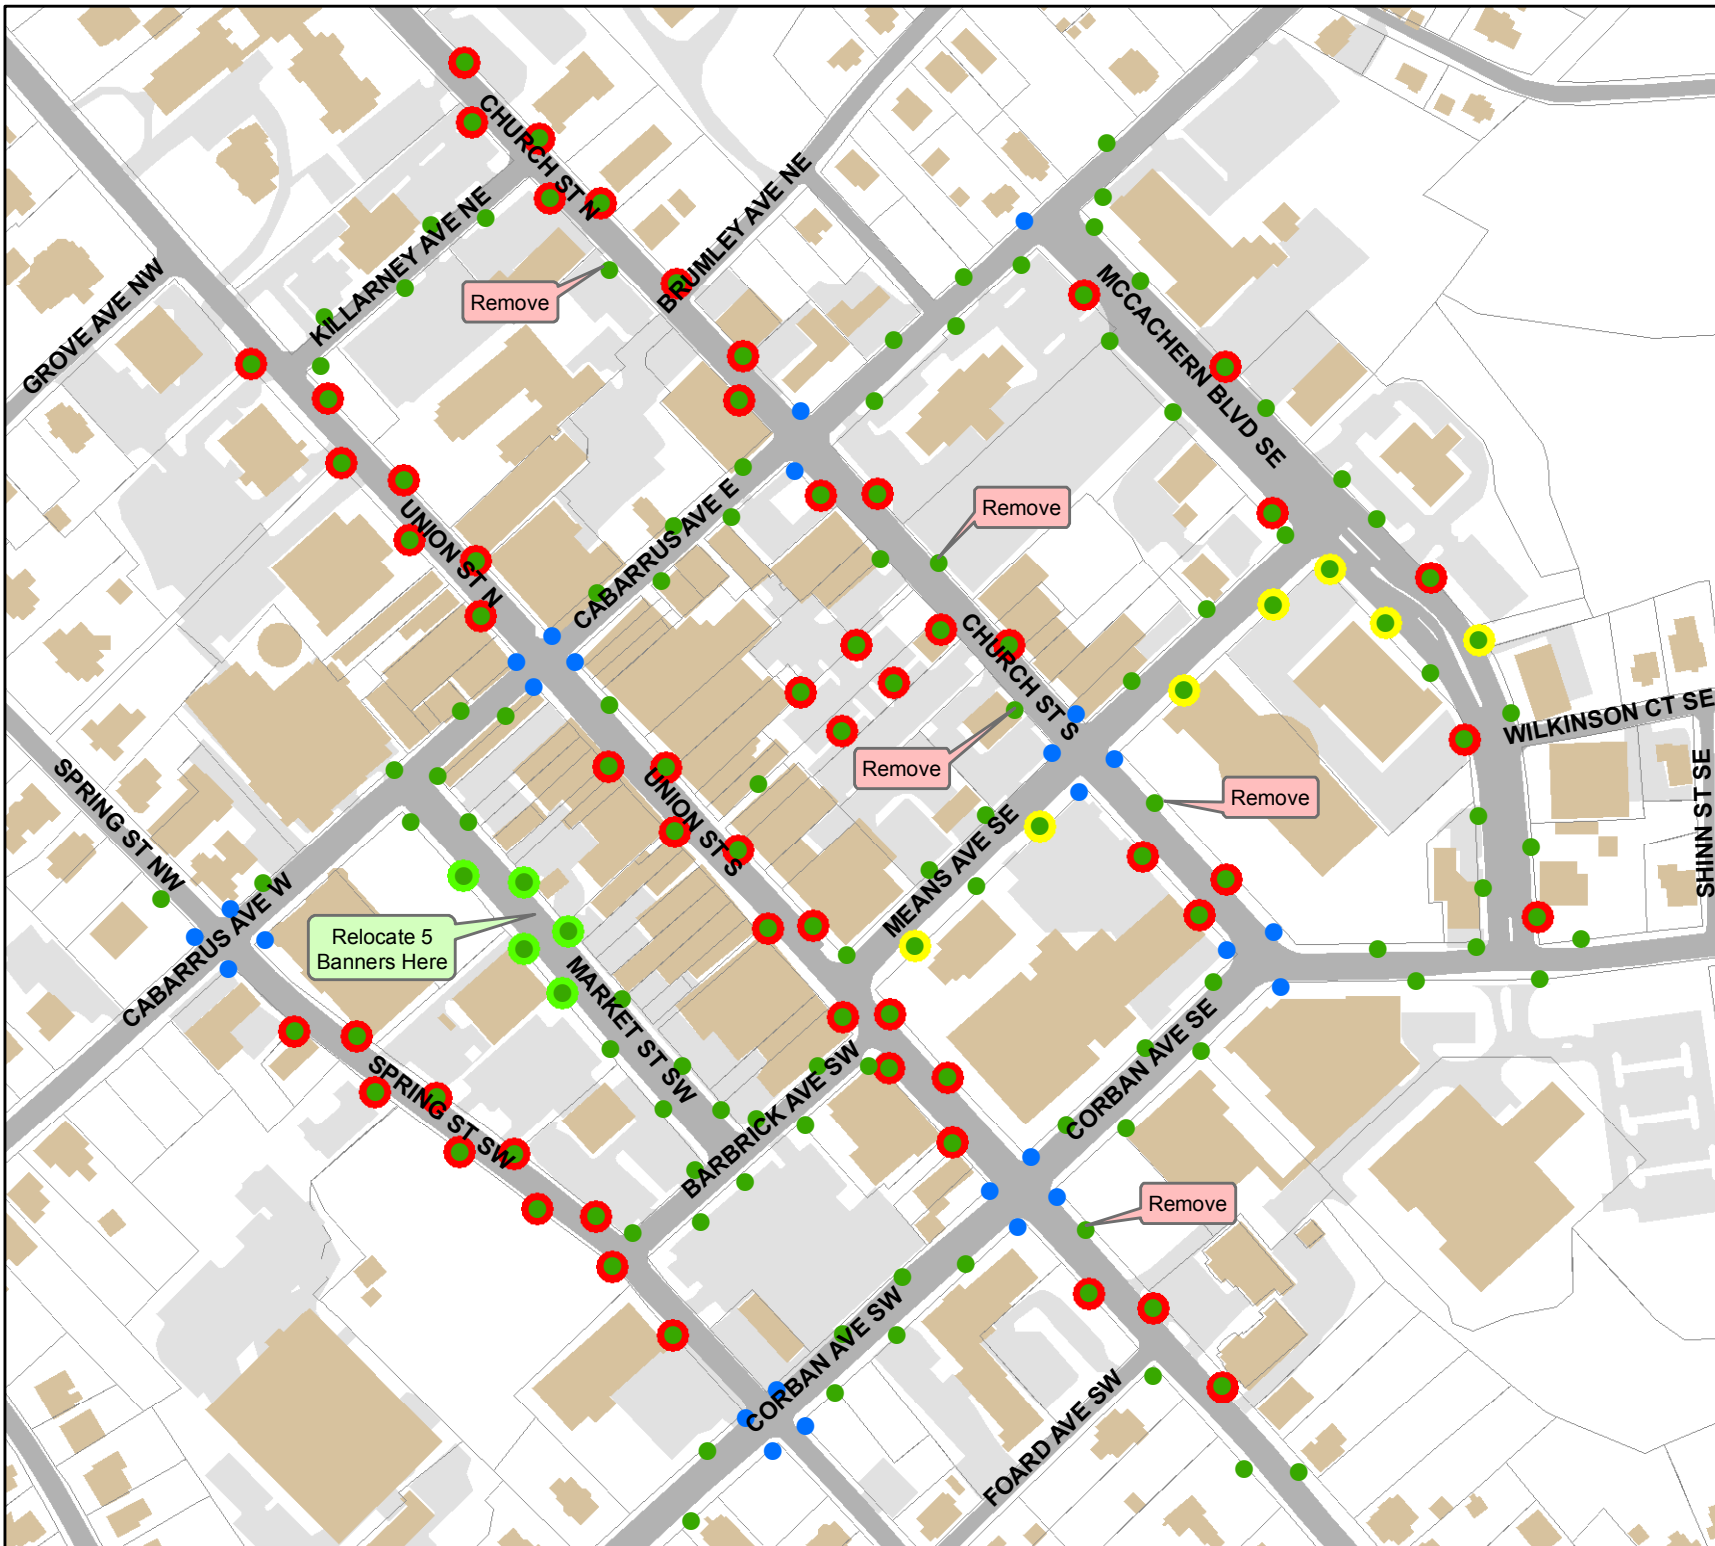 CHURCH ST N
BRUMLEY AVE NE
KILLARNEY AVE NE
GROVE AVE NW
Remove
MCCACHERN BLVD SE
UNION ST N
CABARRUS AVE E
Remove
CHURCH ST S
WILKINSON CT SE
SHINN ST SE
Remove
Remove
UNION ST S
SPRING ST NW
CABARRUS AVE W
MEANS AVE SE
Relocate 5
Banners Here
MARKET ST SW
SPRING ST SW
BARBRICK AVE SW
CORBAN AVE SE
Remove
CORBAN AVE SW
FOARD AVE SW